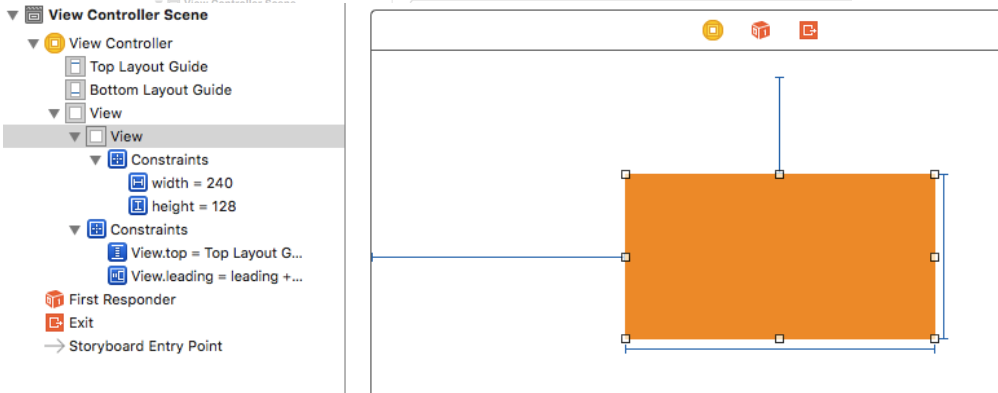 View Controller Scene
View Controller
Top Layout Guide
Bottom Layout Guide
View
View
Constraints
width = 240
height = 128
Constraints
View.top = Top Layout G...
View.leading = leading +...
First Responder
Exit
Storyboard Entry Point